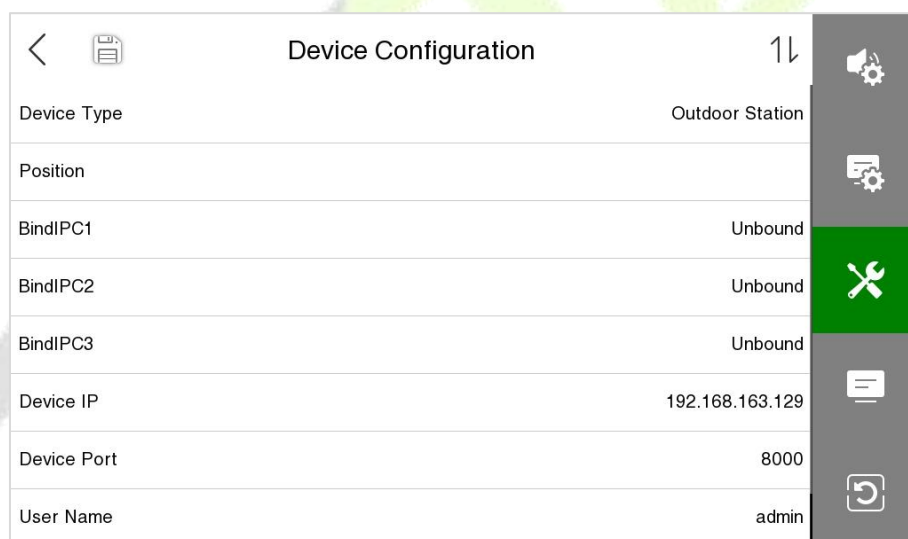 Device Configuration
Device Type Outdoor Station
Position
BindIPC1 Unbound
BindIPC2 Unbound
BindIPC3 Unbound
Device IP 192.168.163.129
Device Port 8000
User Name admin